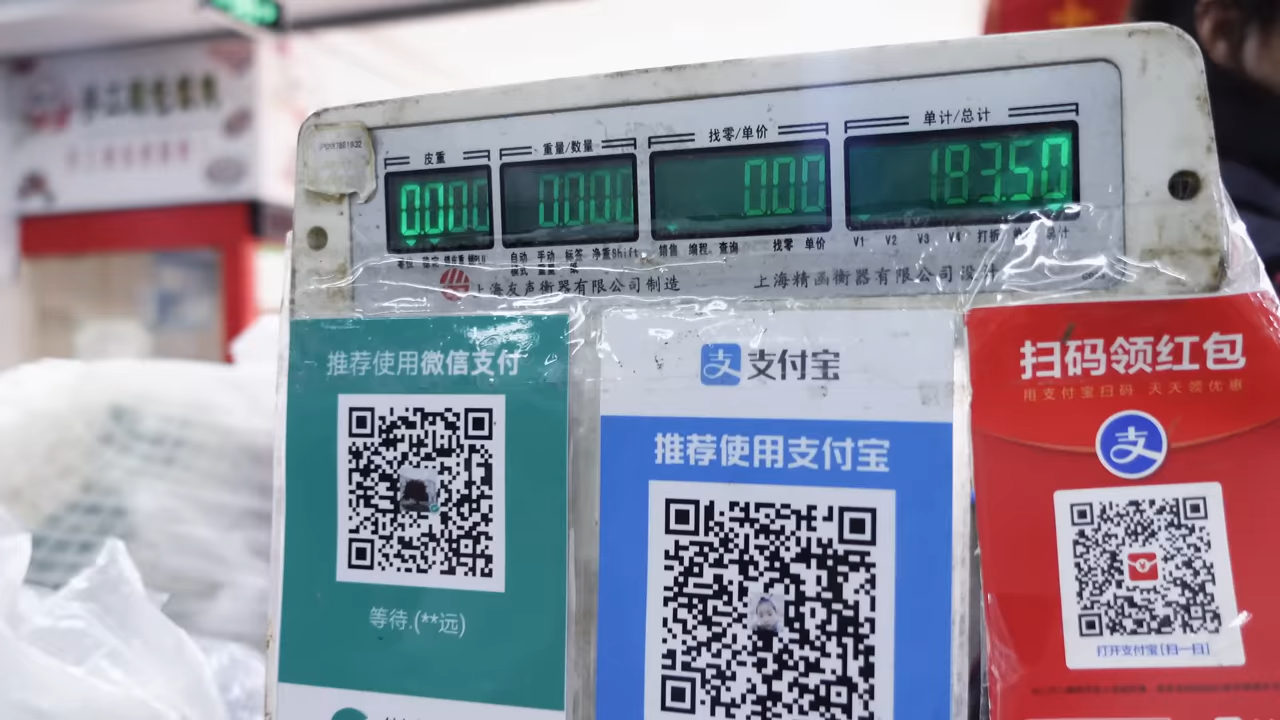 皮重
重量/数量
找零/单价
单计/总计
0.000
0.000
0.00
183.50
自动 手动 标签 净重Shift
销售 编程 查询 找零 单价
V1 V2 V3 V4 打折 总计
上海友声衡器有限公司制造
上海精函衡器有限公司设计
推荐使用微信支付
等待.(**远)
支付宝
推荐使用支付宝
扫码领红包
用支付宝扫码 天天领优惠
打开支付宝[扫一扫]